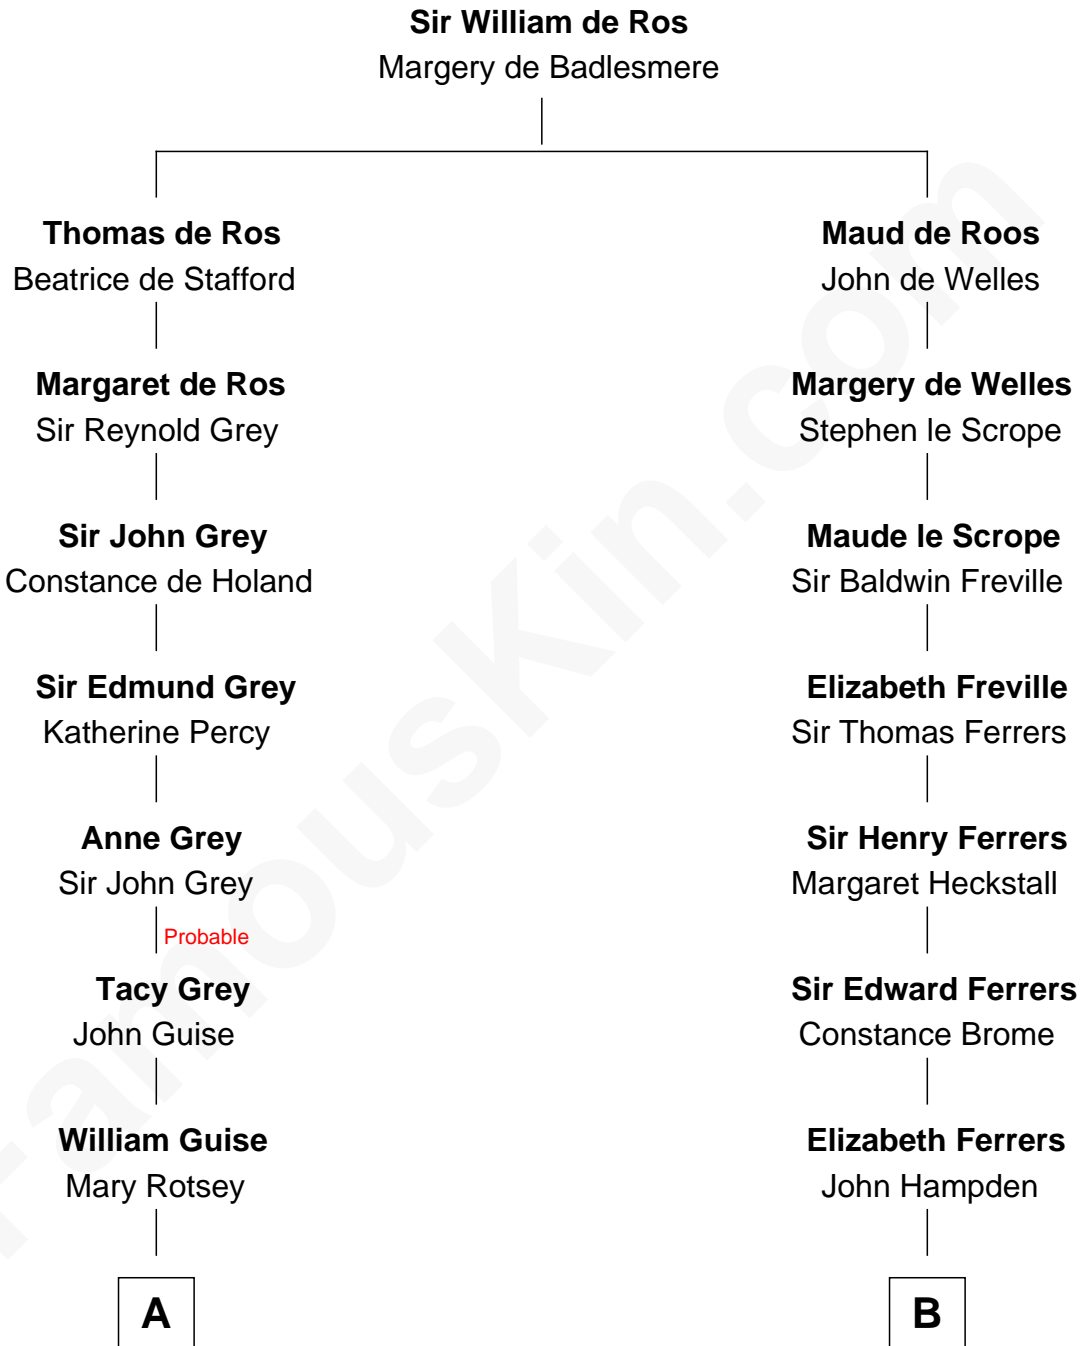 Sir William de Ros
Margery de Badlesmere
Thomas de Ros
Beatrice de Stafford
Margaret de Ros
Sir Reynold Grey
Sir John Grey
Constance de Holand
Sir Edmund Grey
Katherine Percy
Anne Grey
Sir John Grey
Probable
Tacy Grey
John Guise
William Guise
Mary Rotsey
A
Maud de Roos
John de Welles
Margery de Welles
Stephen le Scrope
Maude le Scrope
Sir Baldwin Freville
Elizabeth Freville
Sir Thomas Ferrers
Sir Henry Ferrers
Margaret Heckstall
Sir Edward Ferrers
Constance Brome
Elizabeth Ferrers
John Hampden
B
FamousKin.com